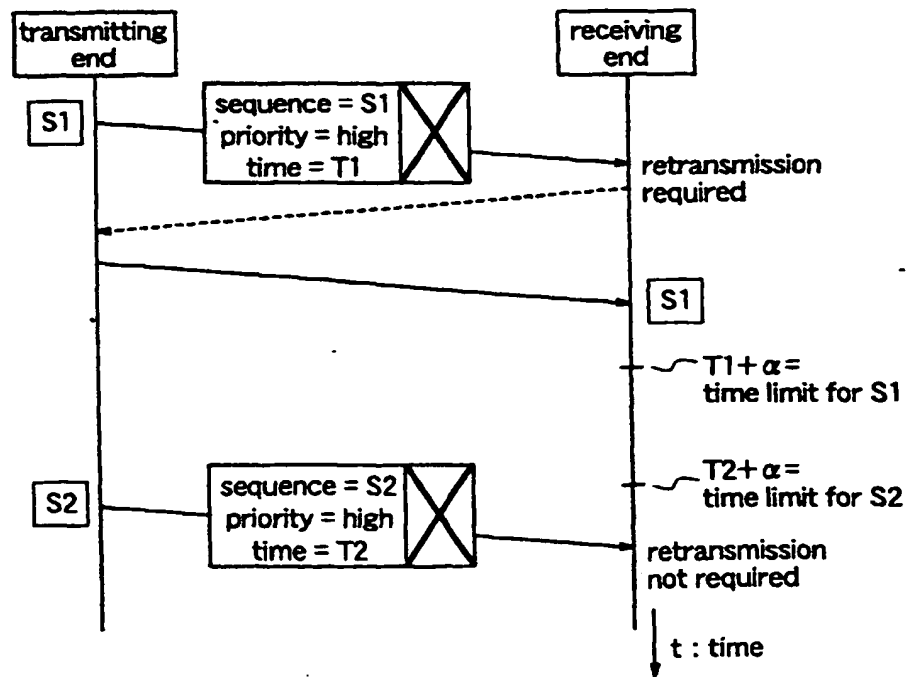 transmitting
end
receiving
end
S1
sequence = S1
priority = high
time = T1
retransmission
required
S1
T1 + α =
time limit for S1
T2 + α =
time limit for S2
S2
sequence = S2
priority = high
time = T2
retransmission
not required
t : time